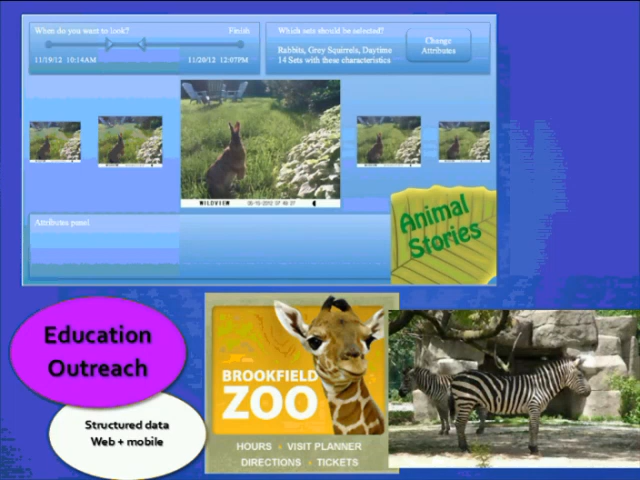 When do you want to look?
Finish
11/19/12 10:14AM
11/20/12 12:07PM
Which sets should be selected?
Rabbits, Grey Squirrels, Daytime
14 Sets with these characteristics
Change
Attributes
WILDVIEW
Attributes panel
Animal
Stories
Education
Outreach
Structured data
Web + mobile
BROOKFIELD
ZOO
HOURS • VISIT PLANNER
DIRECTIONS • TICKETS